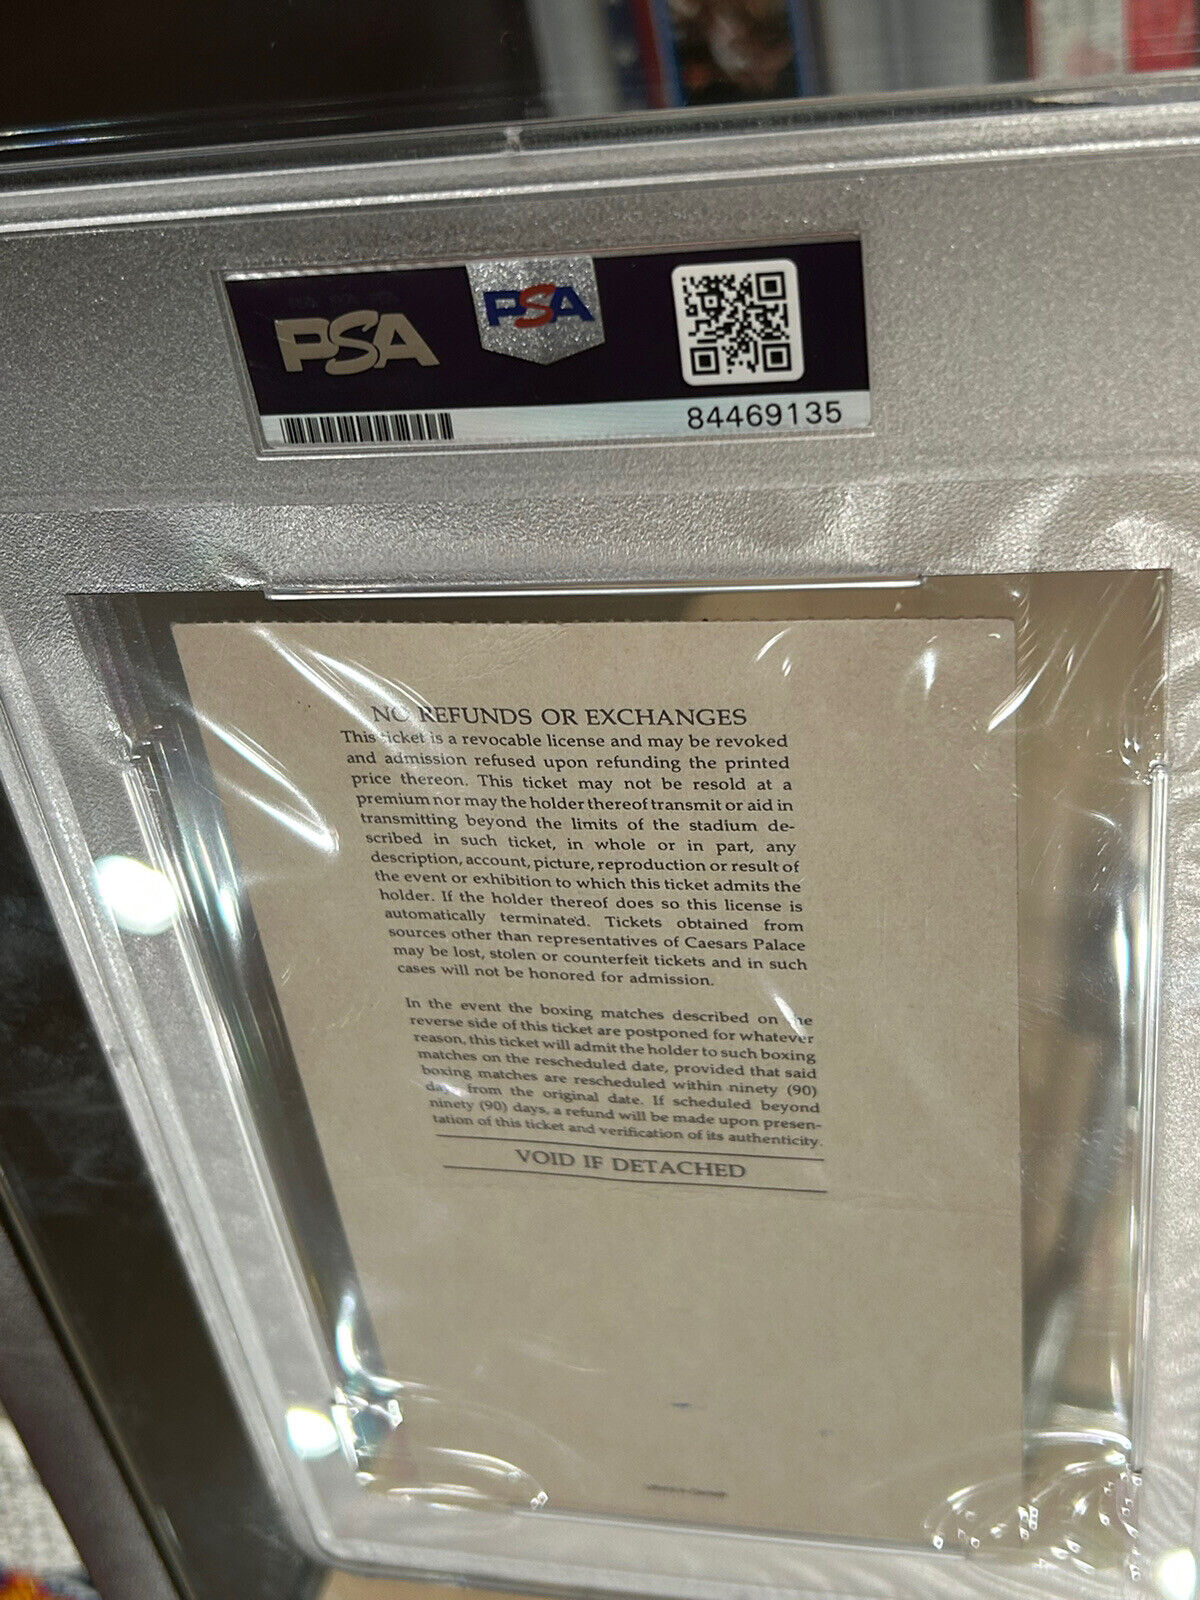 PSA
PSA
84469135
NO REFUNDS OR EXCHANGES
This ticket is a revocable license and may be revoked
and admission refused upon refunding the printed
price thereon. This ticket may not be resold at a
premium nor may the holder thereof transmit or aid in
transmitting beyond the limits of the stadium de-
scribed in such ticket, in whole or in part, any
description, account, picture, reproduction or result of
the event or exhibition to which this ticket admits the
holder. If the holder thereof does so this license is
automatically terminated. Tickets obtained from
sources other than representatives of Caesars Palace
may be lost, stolen or counterfeit tickets and in such
cases will not be honored for admission.
In the event the boxing matches described on the
reverse side of this ticket are postponed for whatever
reason, this ticket will admit the holder to such boxing
matches on the rescheduled date, provided that said
boxing matches are rescheduled within ninety (90)
days from the original date. If scheduled beyond
ninety (90) days, a refund will be made upon presen-
tation of this ticket and verification of its authenticity.
VOID IF DETACHED